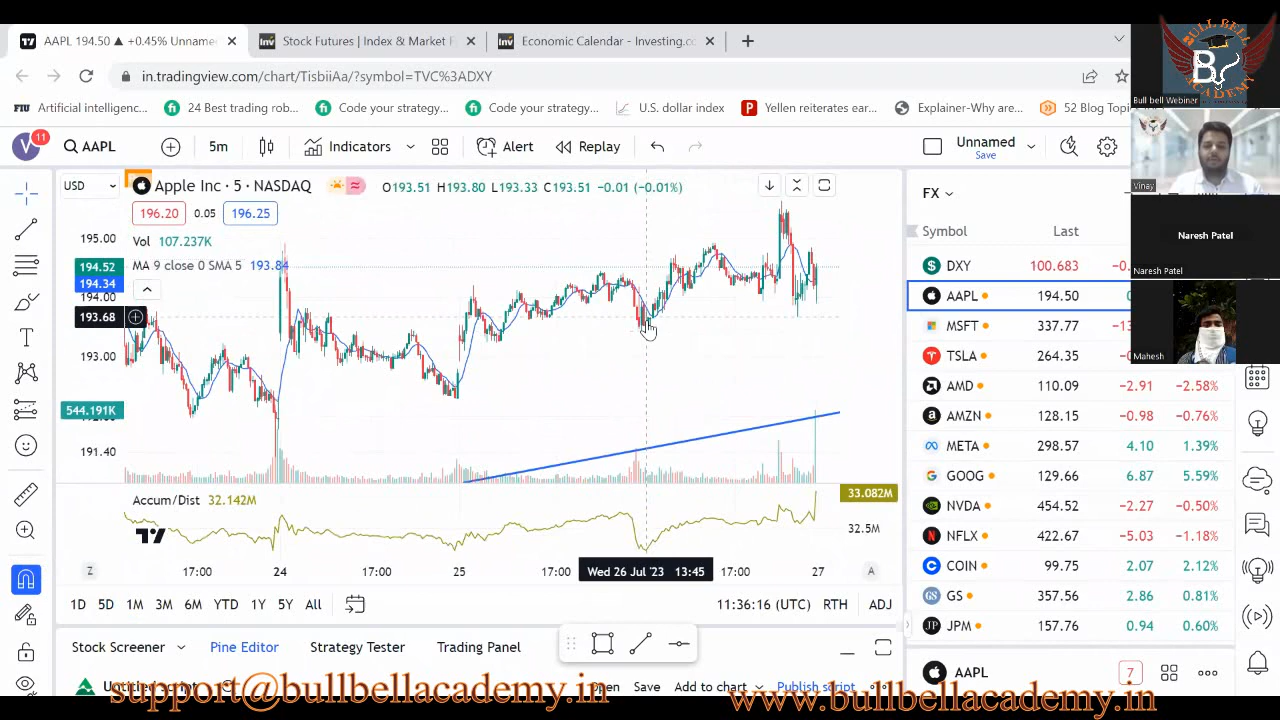 AAPL 194.50 ▲ +0.45% Unname
Stock Futures | Index & Market F
Economic Calendar - Investing.co
BULL BELL
ACADEMY
in.tradingview.com/chart/TisbiiAa/?symbol=TVC%3ADXY
Bull bell Webinar
FIU Artificial intelligenc...
24 Best trading rob...
Code your strategy...
Code your strategy...
U.S. dollar index
Yellen reiterates ear...
Explainer-Why are...
52 Blog Topic
V 11
AAPL
5m
Indicators
Alert
Replay
Unnamed
Save
Vinay
USD
Apple Inc · 5 · NASDAQ
O193.51 H193.80 L193.33 C193.51 −0.01 (−0.01%)
196.20 0.05 196.25
Vol 107.237K
MA 9 close 0 SMA 5 193.84
195.00
194.52
194.34
194.00
193.68
193.00
544.191K
191.40
Accum/Dist 32.142M
33.082M
32.5M
Z 17:00 24 17:00 25 17:00 Wed 26 Jul '23 13:45 17:00 27 A
1D 5D 1M 3M 6M YTD 1Y 5Y All
11:36:16 (UTC) RTH ADJ
FX
Symbol Last
Naresh Patel
Naresh Patel
Mahesh
DXY 100.683 −0.
AAPL 194.50 0
MSFT 337.77 −13
TSLA 264.35 −0
AMD 110.09 −2.91 −2.58%
AMZN 128.15 −0.98 −0.76%
META 298.57 4.10 1.39%
GOOG 129.66 6.87 5.59%
NVDA 454.52 −2.27 −0.50%
NFLX 422.67 −5.03 −1.18%
COIN 99.75 2.07 2.12%
GS 357.56 2.86 0.81%
JPM 157.76 0.94 0.60%
AAPL 7
Stock Screener Pine Editor Strategy Tester Trading Panel
Save Add to chart Publish script
support@bullbellacademy.in
www.bullbellacademy.in